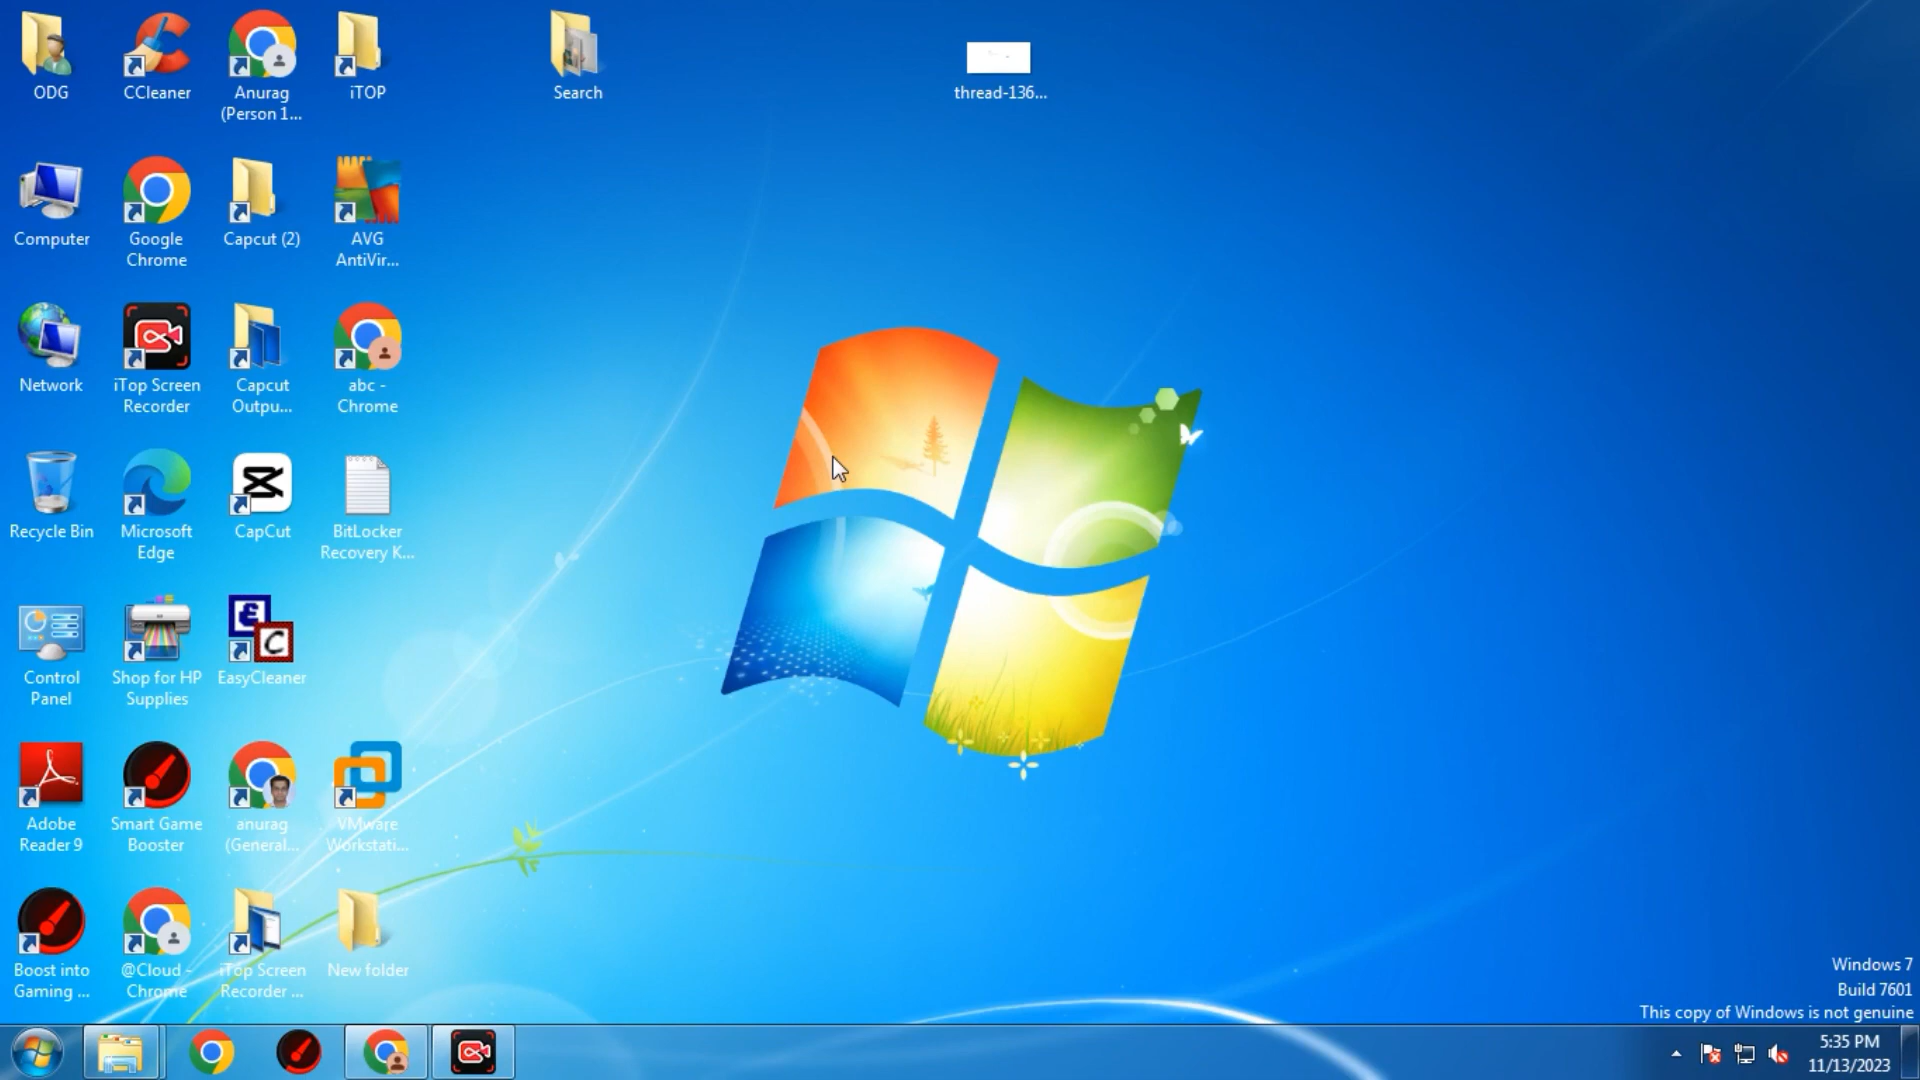 ODG
CCleaner
Anurag
(Person 1...
iTOP
Search
thread-136...
Computer
Google
Chrome
Capcut (2)
AVG
AntiVir...
Network
iTop Screen
Recorder
Capcut
Outpu...
abc -
Chrome
Recycle Bin
Microsoft
Edge
CapCut
BitLocker
Recovery K...
Control
Panel
Shop for HP
Supplies
EasyCleaner
Adobe
Reader 9
Smart Game
Booster
anurag
(General...
VMware
Workstati...
Boost into
Gaming ...
@Cloud -
Chrome
iTop Screen
Recorder ...
New folder
Windows 7
Build 7601
This copy of Windows is not genuine
5:35 PM
11/13/2023